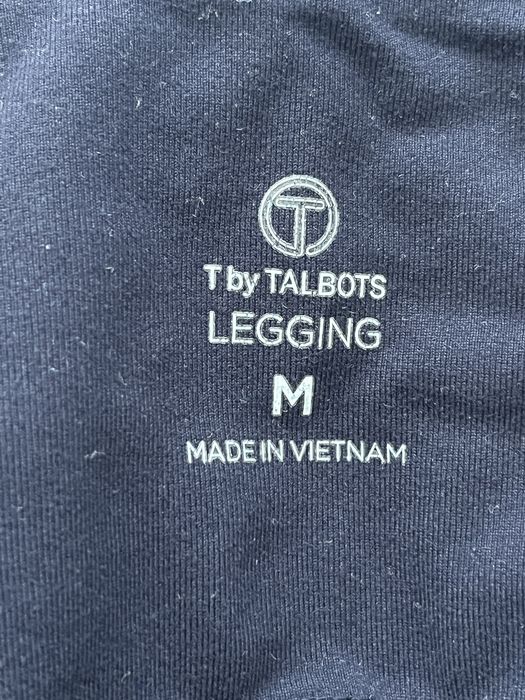 T
T by TALBOTS
LEGGING
M
MADE IN VIETNAM